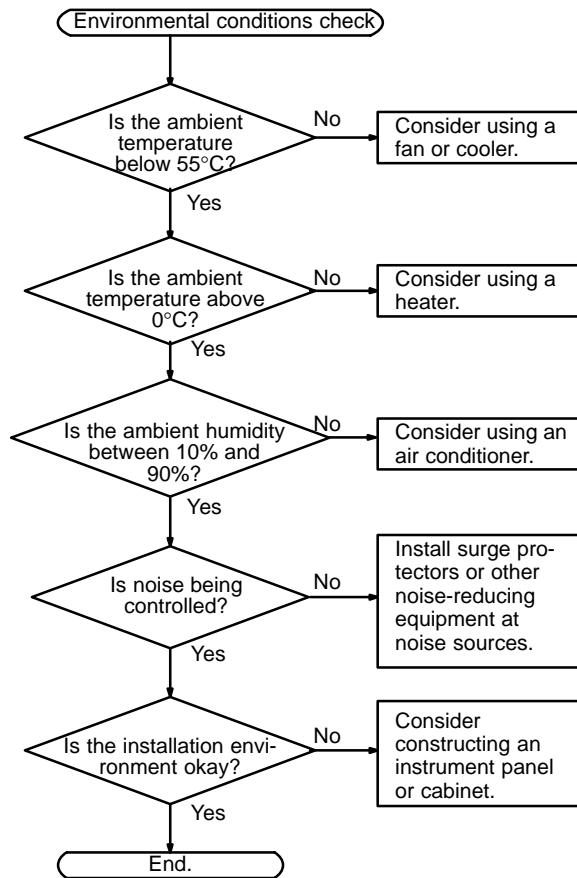 Environmental conditions check
Is the ambient
temperature
below 55°C?
No
Consider using a
fan or cooler.
Yes
Is the ambient
temperature above
0°C?
No
Consider using a
heater.
Yes
Is the ambient humidity
between 10% and
90%?
No
Consider using an
air conditioner.
Yes
Is noise being
controlled?
No
Install surge pro-
tectors or other
noise-reducing
equipment at
noise sources.
Yes
Is the installation envi-
ronment okay?
No
Consider
constructing an
instrument panel
or cabinet.
Yes
End.